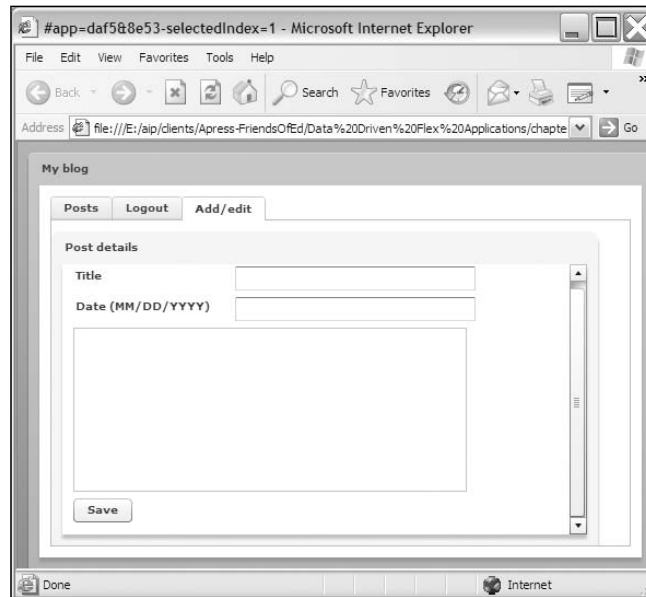 #app=daf5&8e53-selectedIndex=1 - Microsoft Internet Explorer
File Edit View Favorites Tools Help
Back Search Favorites
Address file:///E:/aip/clients/Apress-FriendsOfEd/Data%20Driven%20Flex%20Applications/chapte Go
My blog
Posts Logout Add/edit
Post details
Title
Date (MM/DD/YYYY)
Save
Done Internet